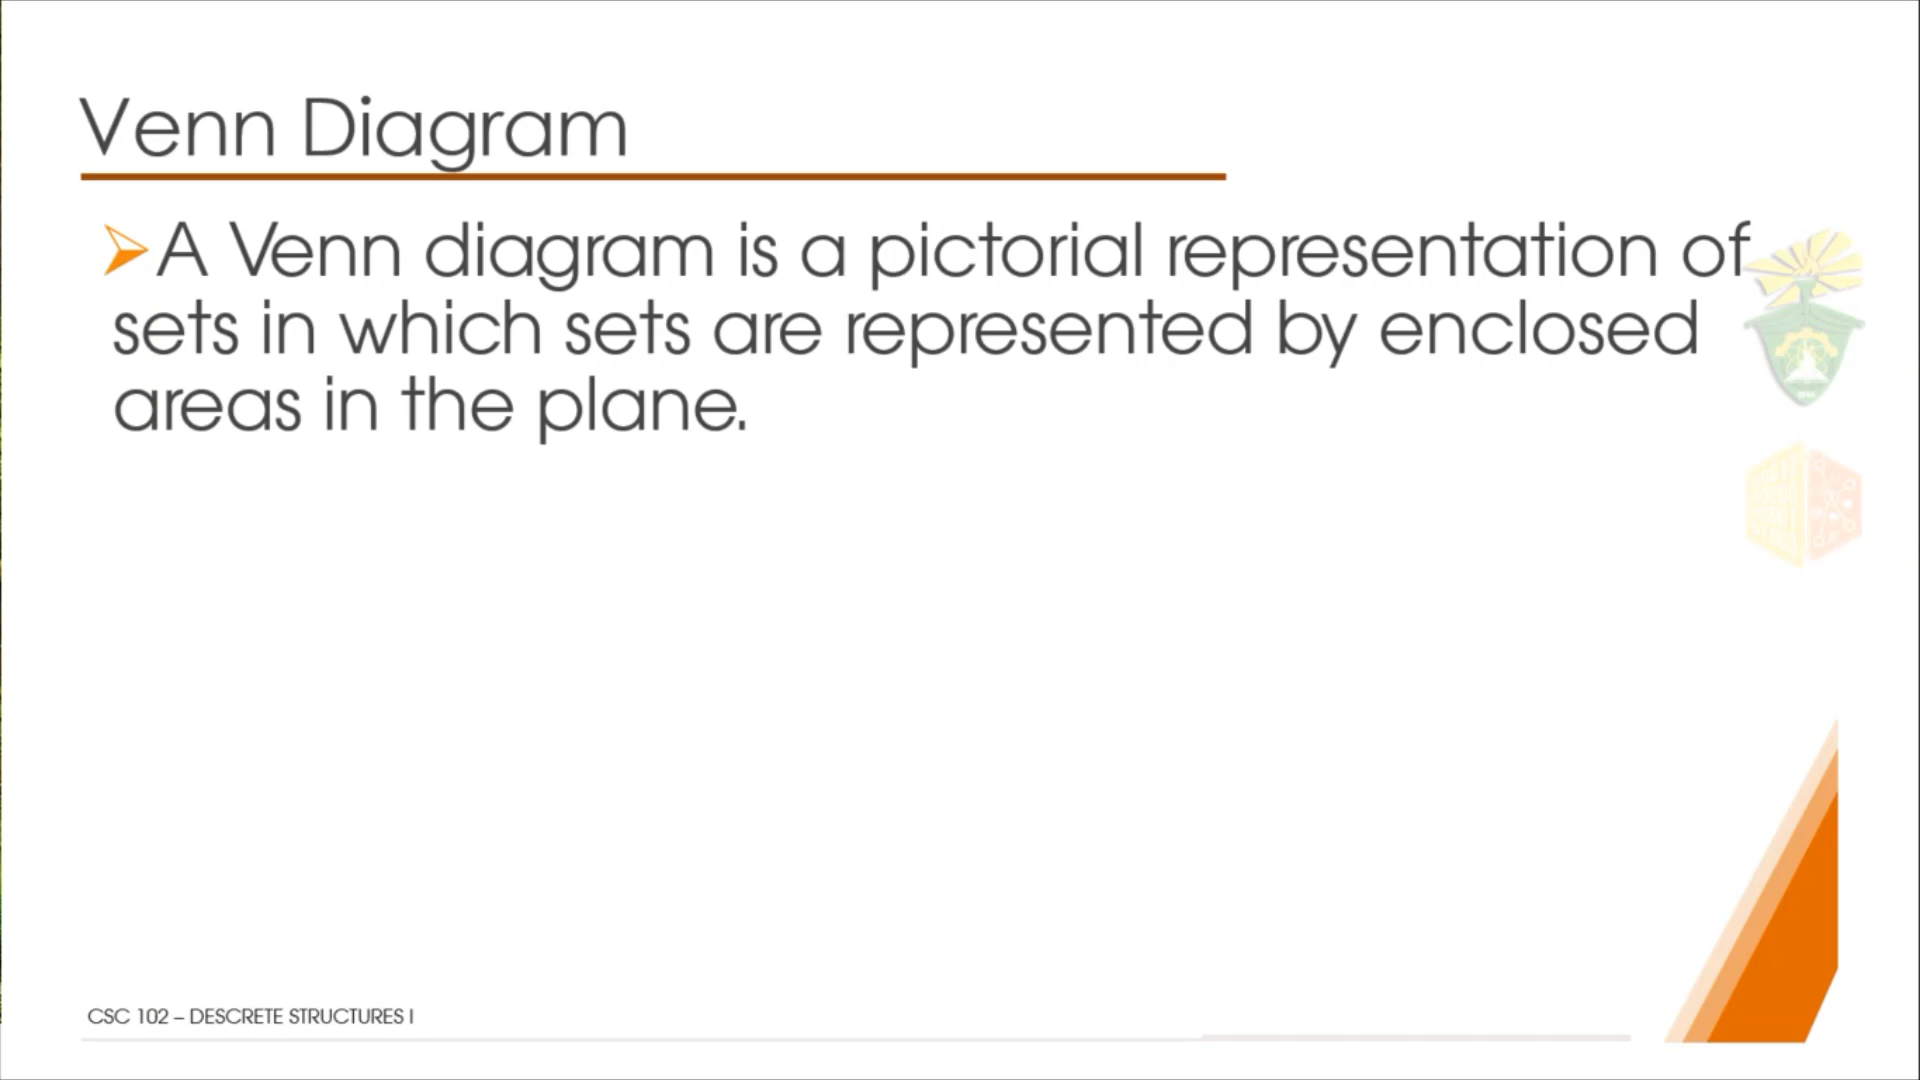 Venn Diagram
➢A Venn diagram is a pictorial representation of
sets in which sets are represented by enclosed
areas in the plane.
CSC 102 – DESCRETE STRUCTURES I